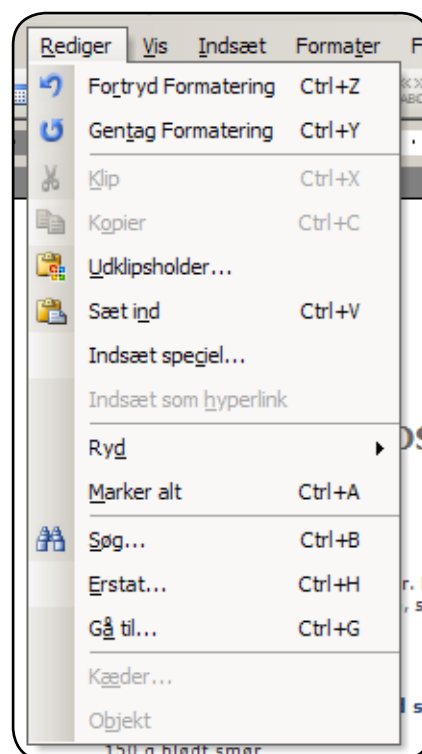 Rediger Vis Indsæt Formater F
ABC
Fortryd Formatering Ctrl+Z
Gentag Formatering Ctrl+Y
Klip Ctrl+X
Kopier Ctrl+C
Udklipsholder...
Sæt ind Ctrl+V
Indsæt speciel...
Indsæt som hyperlink
Ryd
Marker alt Ctrl+A
Søg... Ctrl+B
Erstat... Ctrl+H
Gå til... Ctrl+G
Kæder...
Objekt
150 g blødt smør